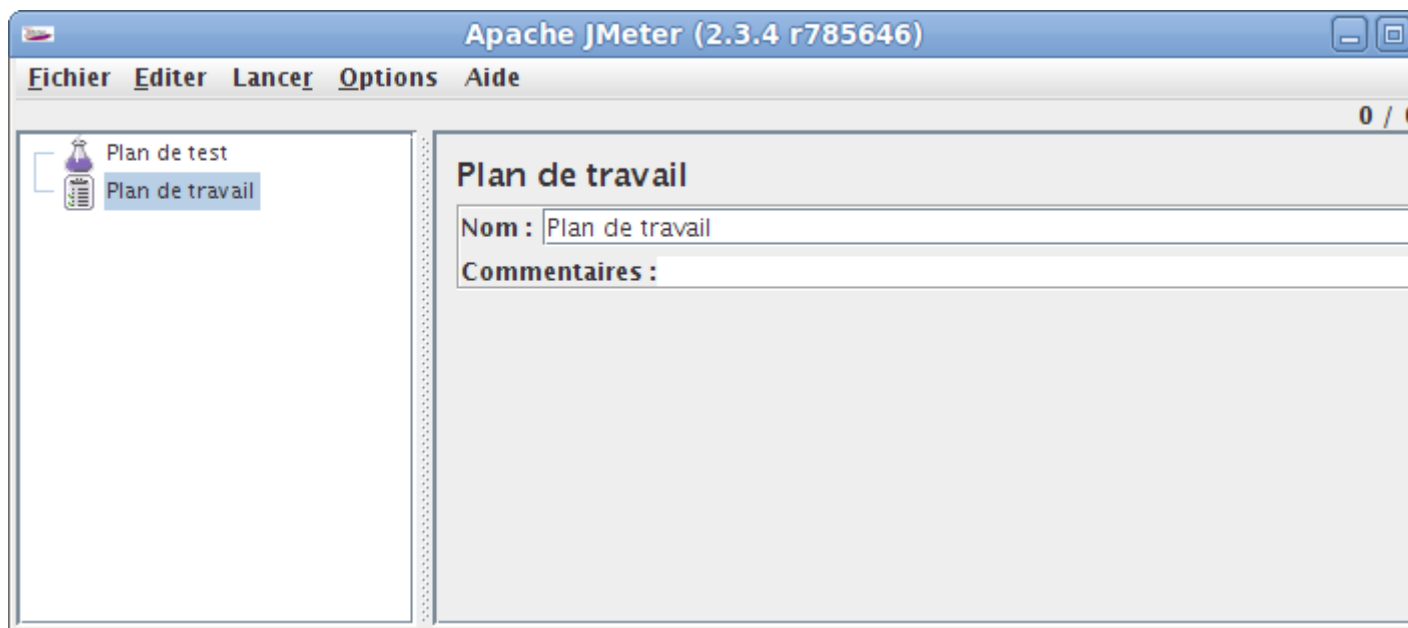 Apache JMeter (2.3.4 r785646)
Fichier Editer Lancer Options Aide
0 /
Plan de test
Plan de travail
Plan de travail
Nom : Plan de travail
Commentaires :